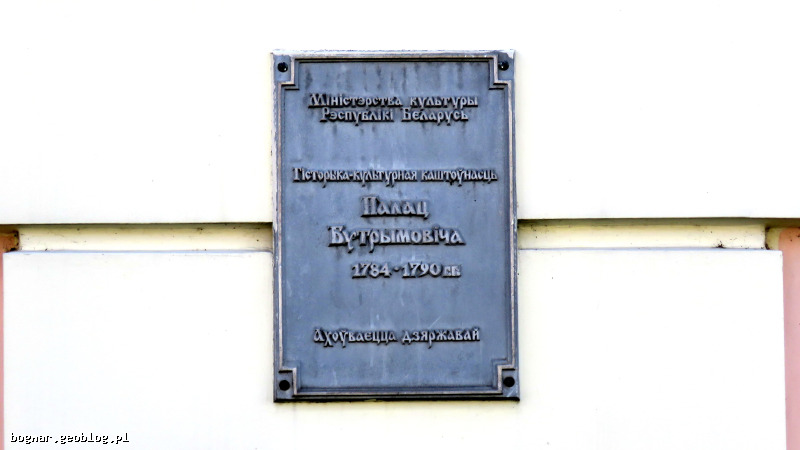 Міністэрства культуры
Рэспублікі Беларусь
Гісторыка-культурная каштоўнасць
Палац
Бутрымовіча
1784-1790 гг.
Ахоўваецца дзяржавай
bognar.geoblog.pl